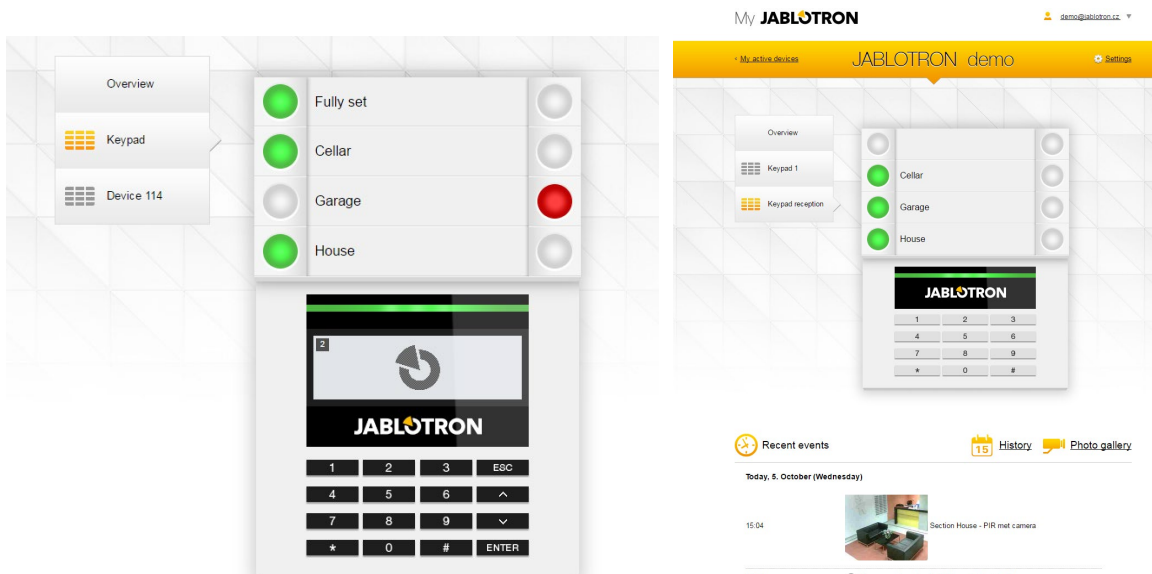 Overview
Keypad
Device 114
Fully set
Cellar
Garage
House
2
JABLOTRON
1 2 3 ESC
4 5 6
7 8 9
* 0 # ENTER
My JABLOTRON
demo@jablotron.cz
My active devices
JABLOTRON demo
Settings
Overview
Keypad 1
Keypad reception
Cellar
Garage
House
JABLOTRON
1 2 3
4 5 6
7 8 9
* 0 #
Recent events
15 History
Photo gallery
Today, 5. October (Wednesday)
15:04 Section House - PIR met camera